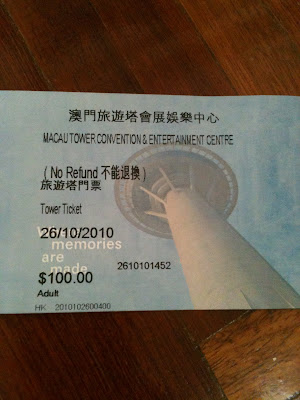 澳門旅遊塔會展娛樂中心
MACAU TOWER CONVENTION & ENTERTAINMENT CENTRE
( No Refund 不能退換 )
旅遊塔門票
Tower Ticket
26/10/2010
memories
are
made
2610101452
$100.00
Adult
HK 2010102600400